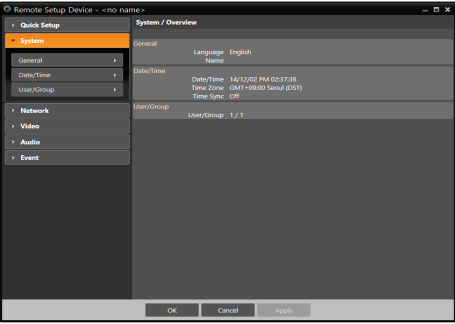 Remote Setup Device - <no name>
Quick Setup
System
General
Date/Time
User/Group
Network
Video
Audio
Event
System / Overview
General
Language English
Name
Date/Time
Date/Time 14/12/02 PM 02:37:38
Time Zone GMT+09:00 Seoul (DST)
Time Sync Off
User/Group
User/Group 1 / 1
OK Cancel Apply